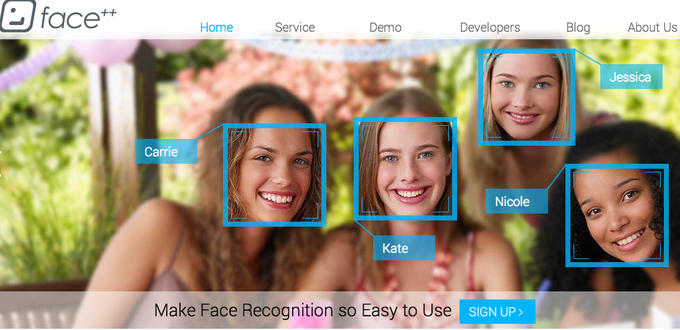 face++
Home Service Demo Developers Blog About Us
Jessica
Carrie
Nicole
Kate
Make Face Recognition so Easy to Use SIGN UP >